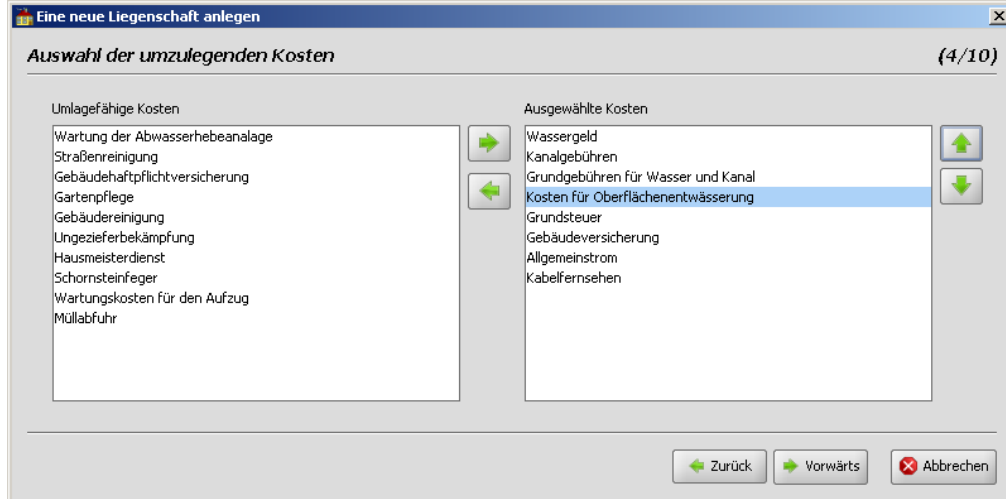 Eine neue Liegenschaft anlegen
Auswahl der umzulegenden Kosten
(4/10)
Umlagefähige Kosten
Wartung der Abwasserhebeanalage
Straßenreinigung
Gebäudehaftpflichtversicherung
Gartenpflege
Gebäudereinigung
Ungezieferbekämpfung
Hausmeisterdienst
Schornsteinfeger
Wartungskosten für den Aufzug
Müllabfuhr
Ausgewählte Kosten
Wassergeld
Kanalgebühren
Grundgebühren für Wasser und Kanal
Kosten für Oberflächenentwässerung
Grundsteuer
Gebäudeversicherung
Allgemeinstrom
Kabelfernsehen
Zurück
Vorwärts
Abbrechen